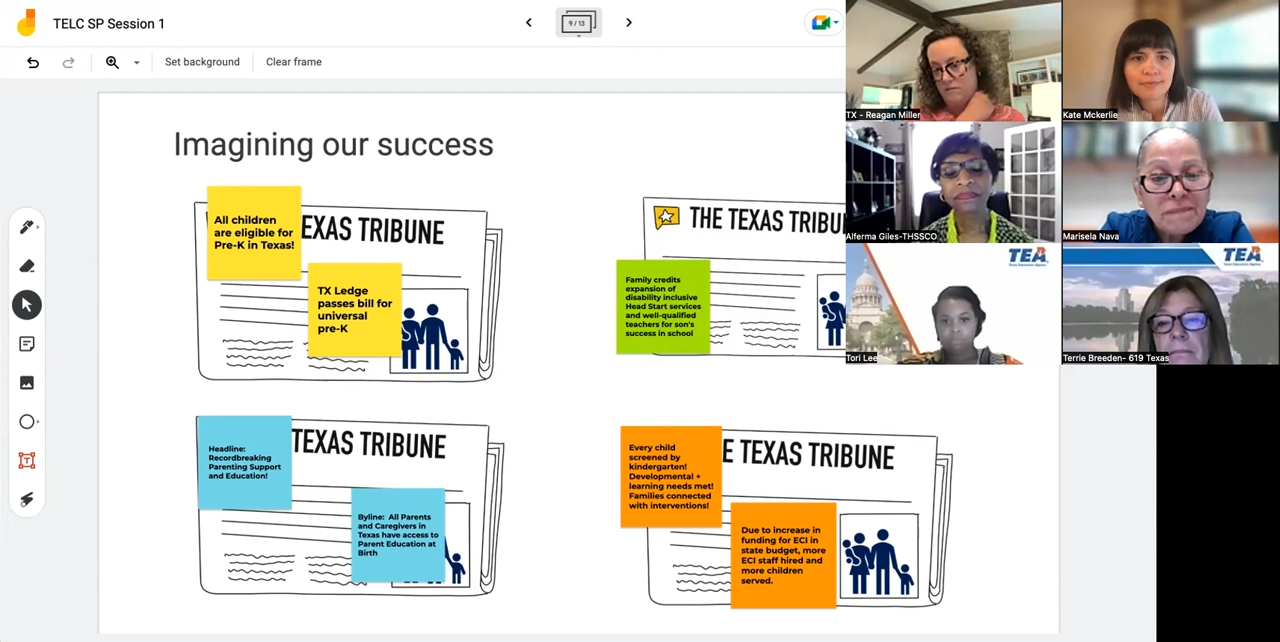 TELC SP Session 1
9 / 13
Set background
Clear frame
Imagining our success
All children
are eligible for
Pre-K in Texas!
EXAS TRIBUNE
TX Ledge
passes bill for
universal
pre-K
THE TEXAS TRIBU
Family credits
expansion of
disability inclusive
Head Start services
and well-qualified
teachers for son's
success in school
Headline:
Recordbreaking
Parenting Support
and Education!
TEXAS TRIBUNE
Byline: All Parents
and Caregivers in
Texas have access to
Parent Education at
Birth
Every child
screened by
kindergarten!
Developmental +
learning needs met!
Families connected
with interventions!
E TEXAS TRIBUNE
Due to increase in
funding for ECI in
state budget, more
ECI staff hired and
more children
served.
TX - Reagan Miller
Kate Mckerlie
Alferma Giles-THSSCO
Marisela Nava
TEA
Tori Lee
TEA
Terrie Breeden- 619 Texas